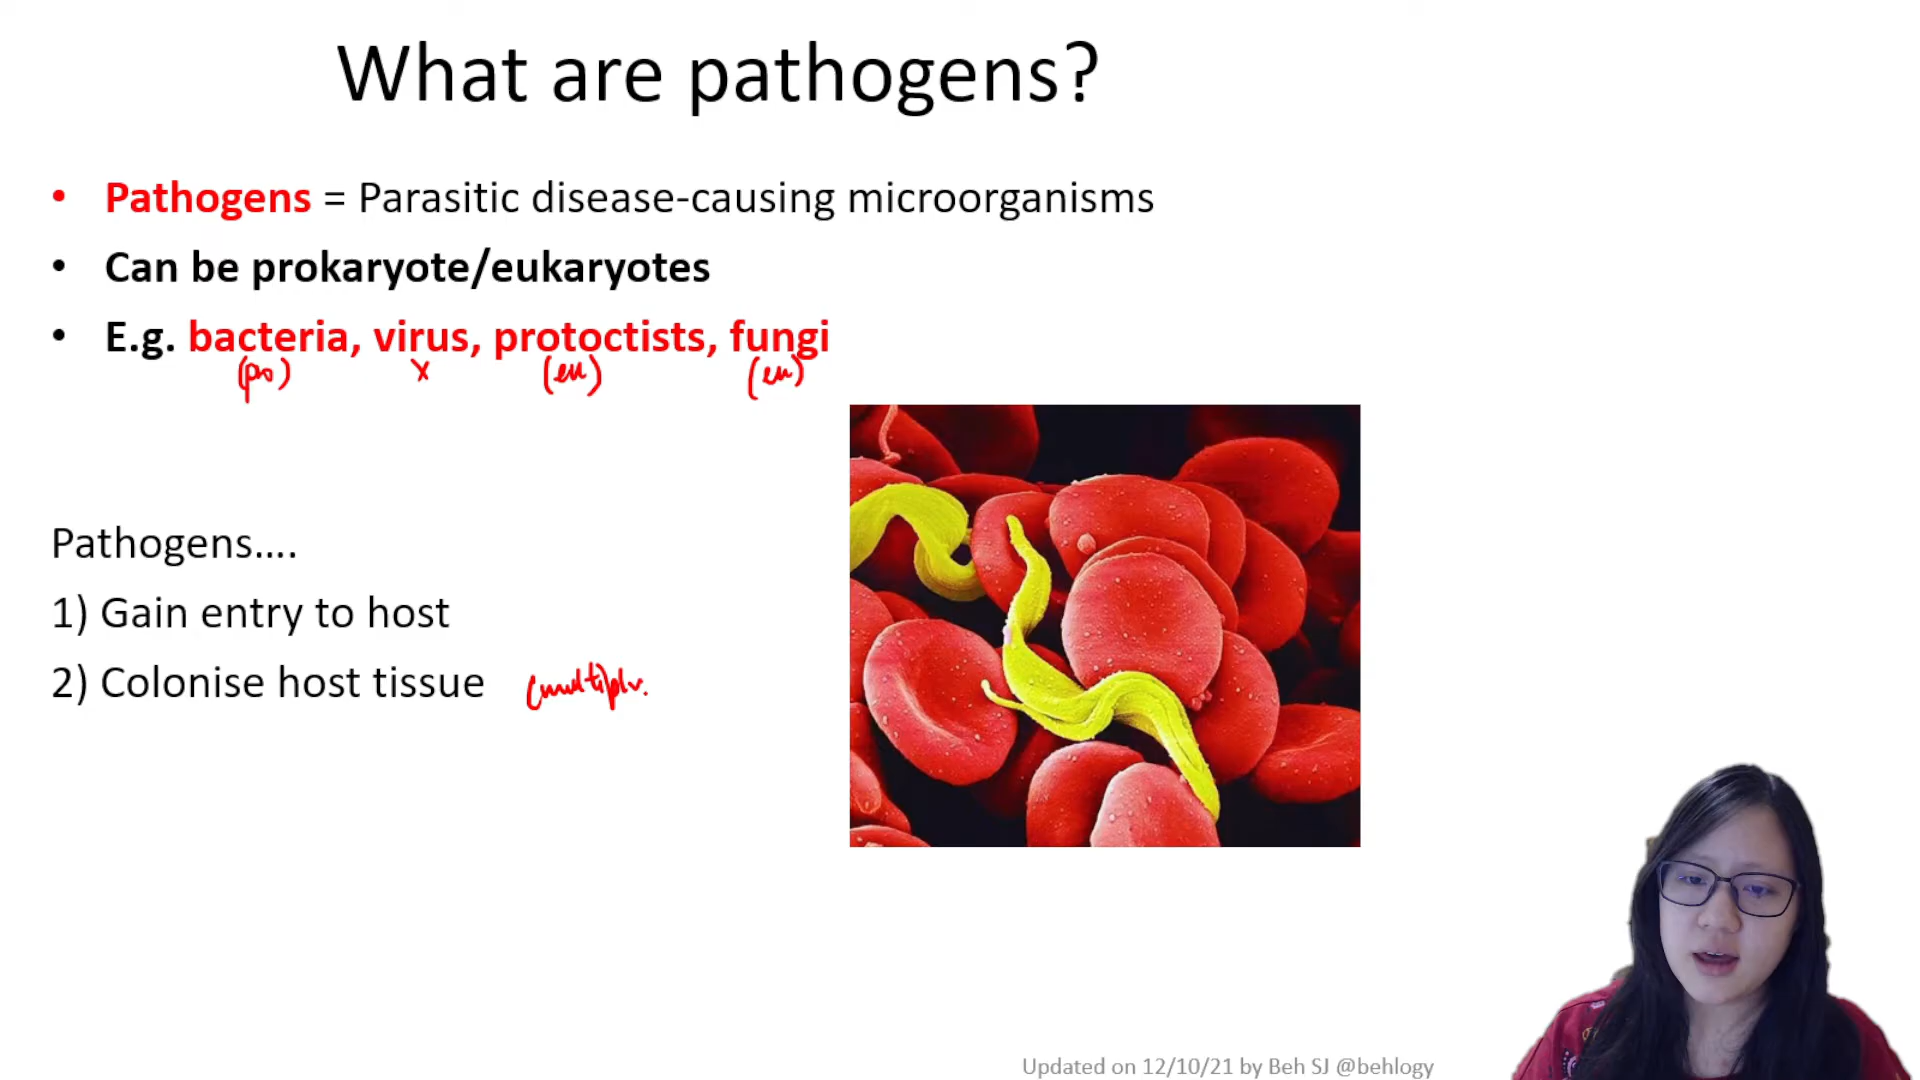 What are pathogens?
• Pathogens = Parasitic disease-causing microorganisms
• Can be prokaryote/eukaryotes
• E.g. bacteria, virus, protoctists, fungi
(pro) x (eu) (eu)
Pathogens....
1) Gain entry to host
2) Colonise host tissue (multiply.
Updated on 12/10/21 by Beh SJ @behlogy